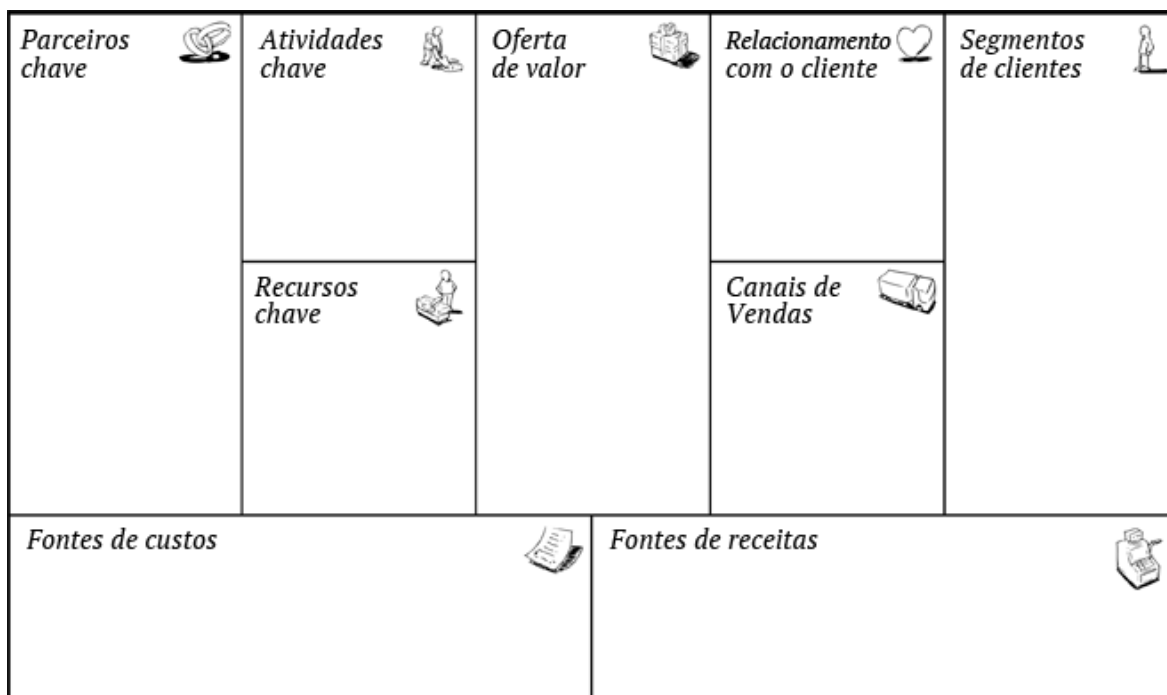 Parceiros
chave
Atividades
chave
Oferta
de valor
Relacionamento
com o cliente
Segmentos
de clientes
Recursos
chave
Canais de
Vendas
Fontes de custos
Fontes de receitas